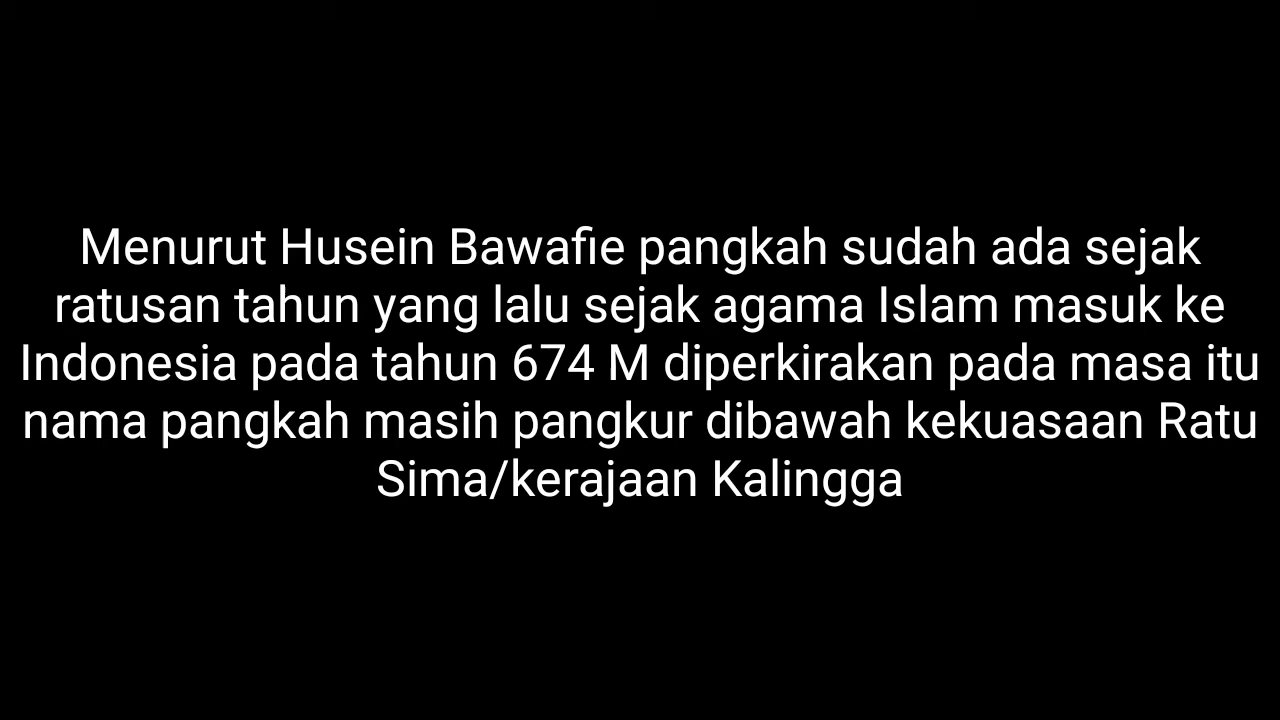 Menurut Husein Bawafie pangkah sudah ada sejak
ratusan tahun yang lalu sejak agama Islam masuk ke
Indonesia pada tahun 674 M diperkirakan pada masa itu
nama pangkah masih pangkur dibawah kekuasaan Ratu
Sima/kerajaan Kalingga